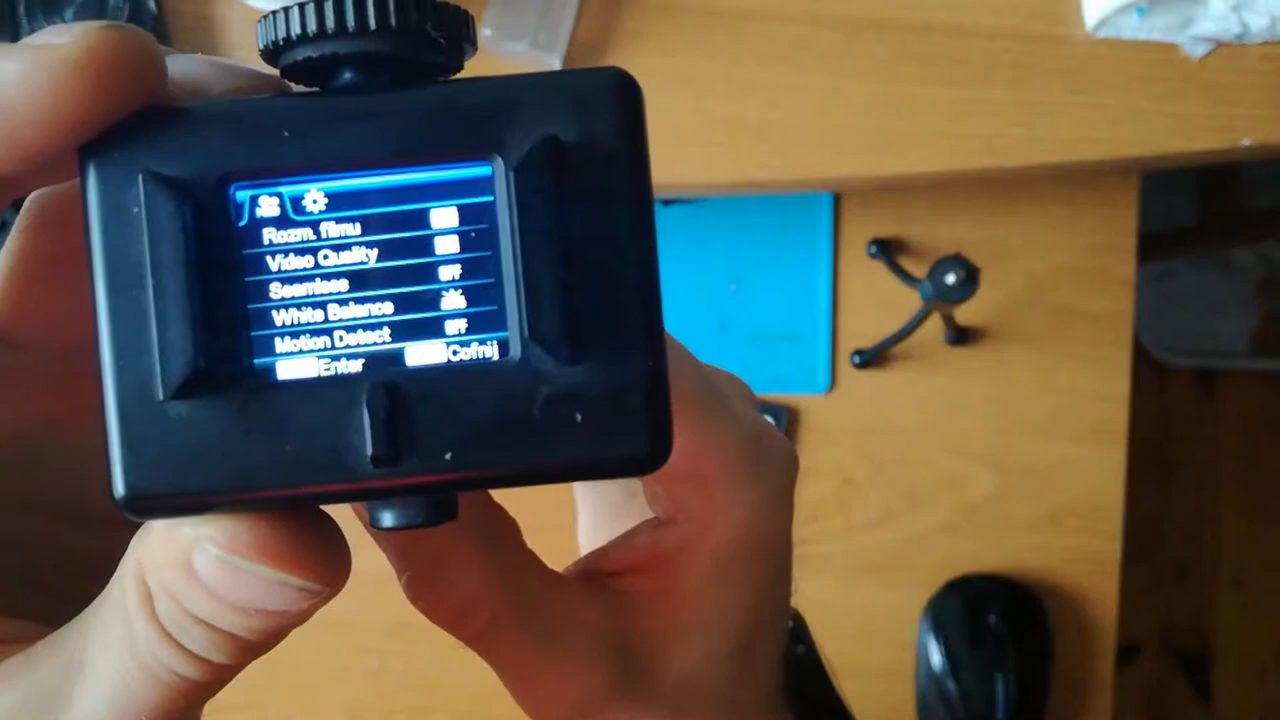 Rozm. filmu
Video Quality
Seamless OFF
White Balance
Motion Detect OFF
Enter Cofnij